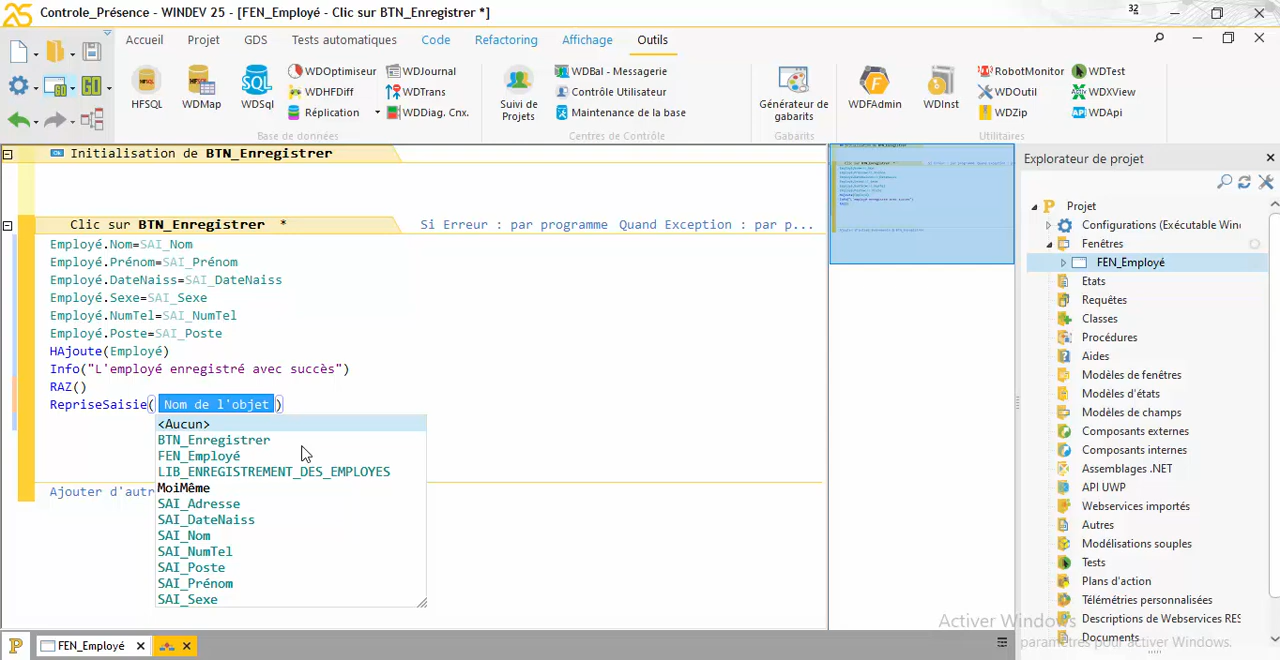 Controle_Présence - WINDEV 25 - [FEN_Employé - Clic sur BTN_Enregistrer *]
32
Accueil Projet GDS Tests automatiques Code Refactoring Affichage Outils
HFSQL
WDMap
WDSql
WDOptimiseur
WDHFDiff
Réplication
WDJournal
WDTrans
WDDiag. Cnx.
Base de données
Suivi de Projets
WDBal - Messagerie
Contrôle Utilisateur
Maintenance de la base
Centres de Contrôle
Générateur de gabarits
Gabarits
WDFAdmin
WDInst
RobotMonitor
WDOutil
WDZip
WDTest
WDXView
WDApi
Utilitaires
Initialisation de BTN_Enregistrer
Clic sur BTN_Enregistrer * Si Erreur : par programme Quand Exception : par p...
Employé.Nom=SAI_Nom
Employé.Prénom=SAI_Prénom
Employé.DateNaiss=SAI_DateNaiss
Employé.Sexe=SAI_Sexe
Employé.NumTel=SAI_NumTel
Employé.Poste=SAI_Poste
HAjoute(Employé)
Info("L'employé enregistré avec succès")
RAZ()
RepriseSaisie( Nom de l'objet )
<Aucun>
BTN_Enregistrer
FEN_Employé
LIB_ENREGISTREMENT_DES_EMPLOYES
MoiMême
SAI_Adresse
SAI_DateNaiss
SAI_Nom
SAI_NumTel
SAI_Poste
SAI_Prénom
SAI_Sexe
Ajouter d'autr
Explorateur de projet
Projet
Configurations (Exécutable Win
Fenêtres
FEN_Employé
Etats
Requêtes
Classes
Procédures
Aides
Modèles de fenêtres
Modèles d'états
Modèles de champs
Composants externes
Composants internes
Assemblages .NET
API UWP
Webservices importés
Autres
Modélisations souples
Tests
Plans d'action
Télémétries personnalisées
Descriptions de Webservices RES
Documents
Activer Windows
paramètres pour activer Windows.
FEN_Employé